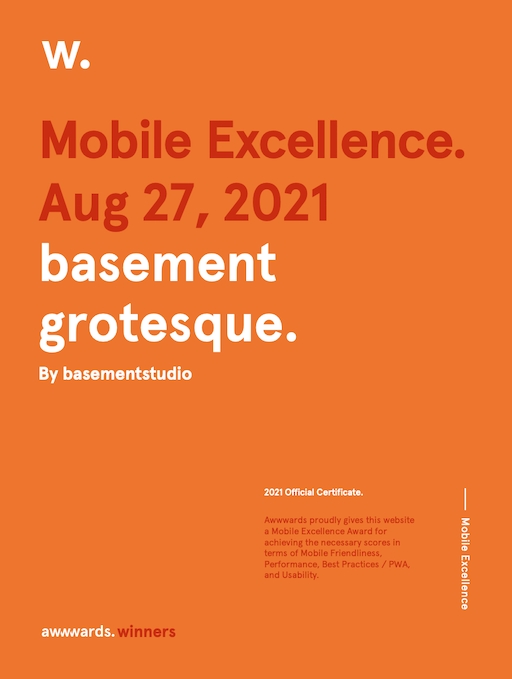 w.
Mobile Excellence.
Aug 27, 2021
basement
grotesque.
By basementstudio
2021 Official Certificate.
Awwwards proudly gives this website
a Mobile Excellence Award for
achieving the necessary scores in
terms of Mobile Friendliness,
Performance, Best Practices / PWA,
and Usability.
Mobile Excellence
awwwards.winners